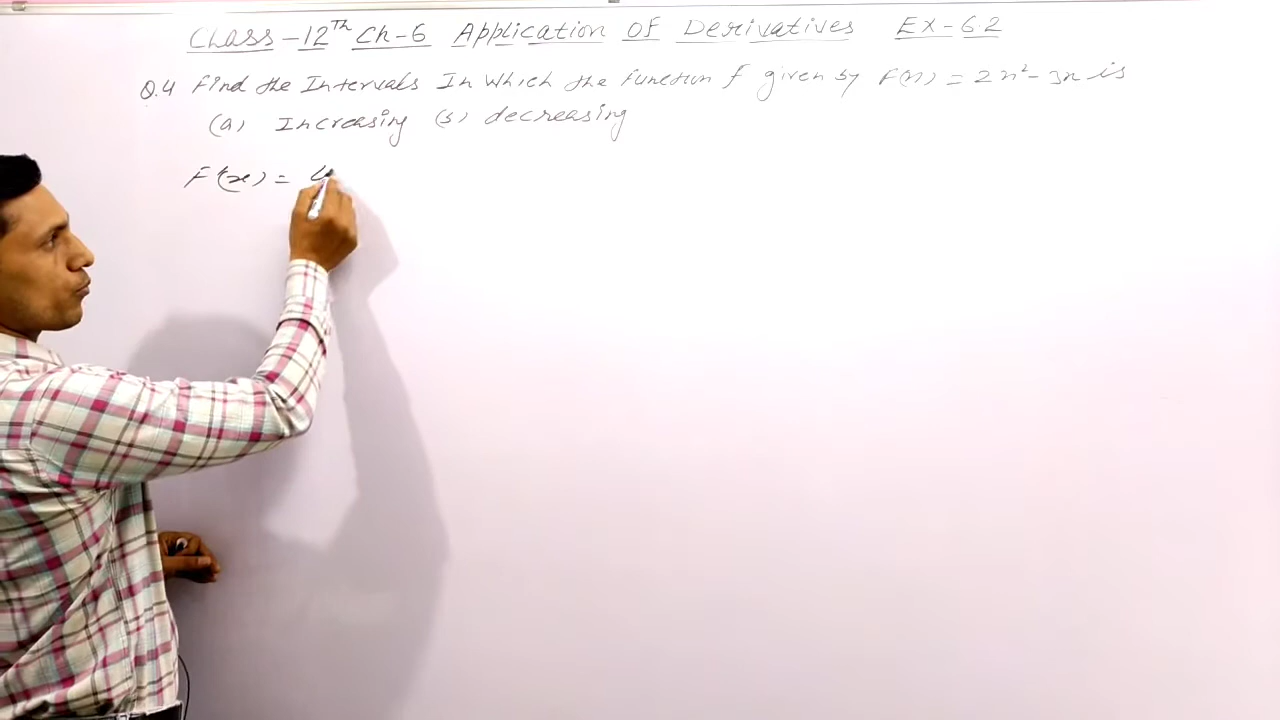 Class-12th Ch-6 Application of Derivatives Ex-6.2
Q.4 Find the Intervals In Which the function f given by F(x) = 2x² - 3x is
(a) Increasing (b) decreasing
F'(x) = 4